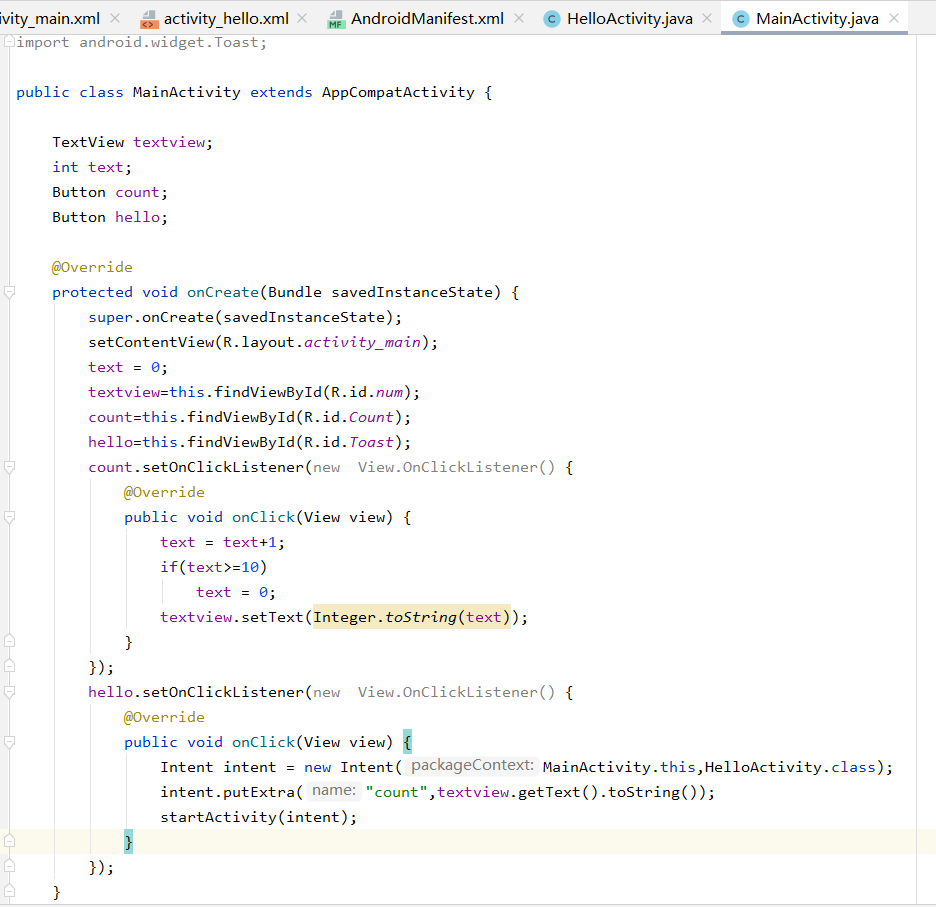 ivity_main.xml × activity_hello.xml × AndroidManifest.xml × HelloActivity.java × MainActivity.java ×
import android.widget.Toast;
public class MainActivity extends AppCompatActivity {
TextView textview;
int text;
Button count;
Button hello;
@Override
protected void onCreate(Bundle savedInstanceState) {
super.onCreate(savedInstanceState);
setContentView(R.layout.activity_main);
text = 0;
textview=this.findViewById(R.id.num);
count=this.findViewById(R.id.Count);
hello=this.findViewById(R.id.Toast);
count.setOnClickListener(new View.OnClickListener() {
@Override
public void onClick(View view) {
text = text+1;
if(text>=10)
text = 0;
textview.setText(Integer.toString(text));
}
});
hello.setOnClickListener(new View.OnClickListener() {
@Override
public void onClick(View view) {
Intent intent = new Intent( packageContext: MainActivity.this,HelloActivity.class);
intent.putExtra( name: "count",textview.getText().toString());
startActivity(intent);
}
});
}